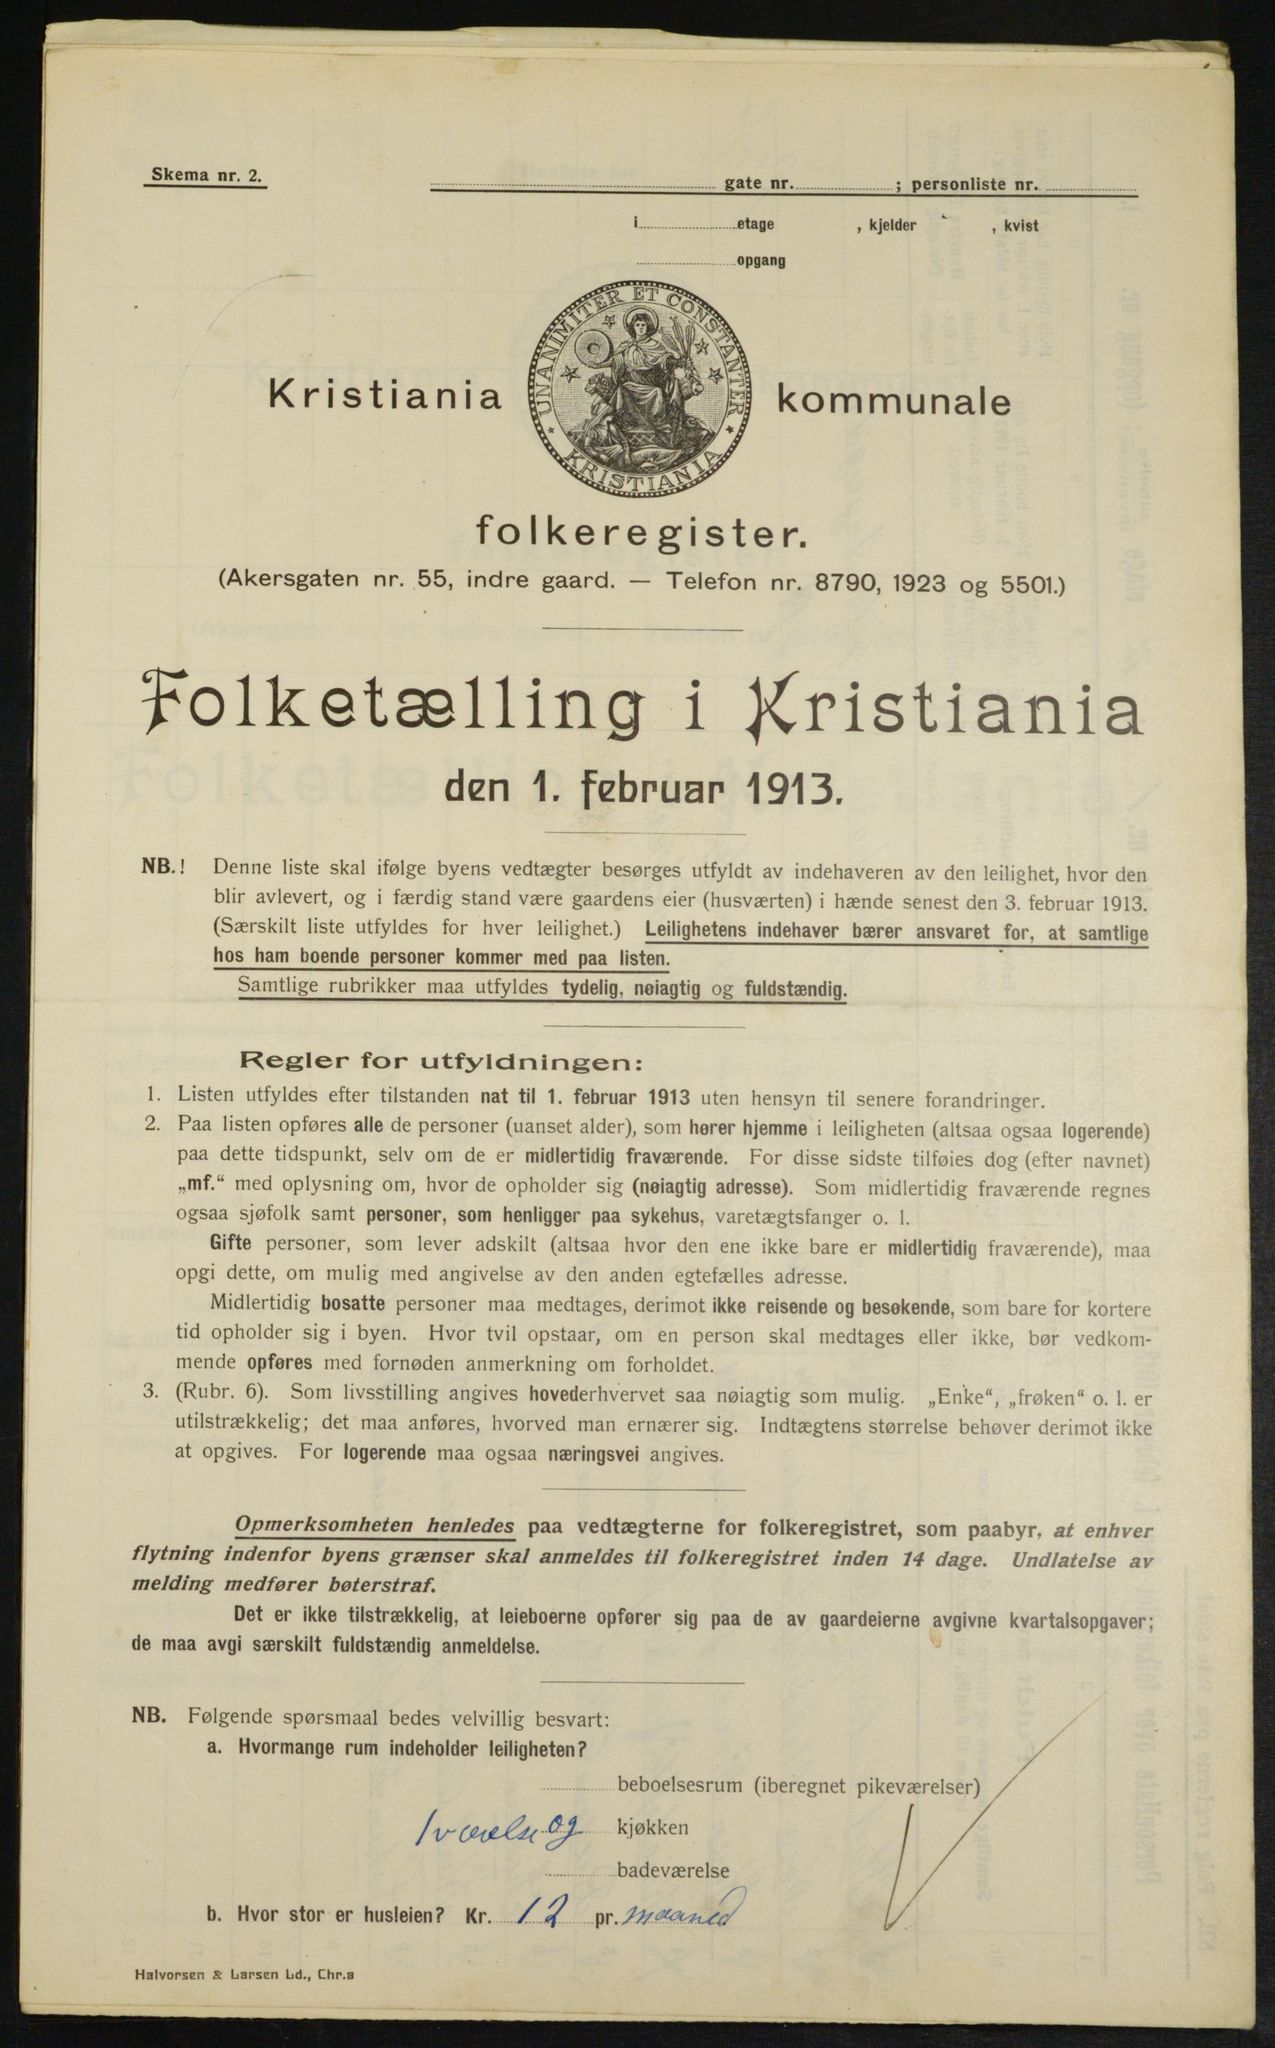 Skema nr. 2.
gate nr. ; personliste nr.
i etage , kjelder , kvist
opgang
UNANIMITER ET CONSTANTER
KRISTIANIA
Kristiania kommunale
folkeregister.
(Akersgaten nr. 55, indre gaard. — Telefon nr. 8790, 1923 og 5501.)
Folketælling i Kristiania
den 1. februar 1913.
NB.! Denne liste skal ifølge byens vedtægter besørges utfyldt av indehaveren av den leilighet, hvor den
blir avlevert, og i færdig stand være gaardens eier (husværten) i hænde senest den 3. februar 1913.
(Særskilt liste utfyldes for hver leilighet.) Leilighetens indehaver bærer ansvaret for, at samtlige
hos ham boende personer kommer med paa listen.
Samtlige rubrikker maa utfyldes tydelig, nøiagtig og fuldstændig.
Regler for utfyldningen:
1. Listen utfyldes efter tilstanden nat til 1. februar 1913 uten hensyn til senere forandringer.
2. Paa listen opføres alle de personer (uanset alder), som hører hjemme i leiligheten (altsaa ogsaa logerende)
paa dette tidspunkt, selv om de er midlertidig fraværende. For disse sidste tilføies dog (efter navnet)
„mf.“ med oplysning om, hvor de opholder sig (nøiagtig adresse). Som midlertidig fraværende regnes
ogsaa sjøfolk samt personer, som henligger paa sykehus, varetægtsfanger o. l.
Gifte personer, som lever adskilt (altsaa hvor den ene ikke bare er midlertidig fraværende), maa
opgi dette, om mulig med angivelse av den anden egtefælles adresse.
Midlertidig bosatte personer maa medtages, derimot ikke reisende og besøkende, som bare for kortere
tid opholder sig i byen. Hvor tvil opstaar, om en person skal medtages eller ikke, bør vedkom-
mende opføres med fornøden anmerkning om forholdet.
3. (Rubr. 6). Som livsstilling angives hovederhvervet saa nøiagtig som mulig. „Enke“, „frøken“ o. l. er
utilstrækkelig; det maa anføres, hvorved man ernærer sig. Indtægtens størrelse behøver derimot ikke
at opgives. For logerende maa ogsaa næringsvei angives.
Opmerksomheten henledes paa vedtægterne for folkeregistret, som paabyr, at enhver
flytning indenfor byens grænser skal anmeldes til folkeregistret inden 14 dage. Undlatelse av
melding medfører bøterstraf.
Det er ikke tilstrækkelig, at leieboerne opfører sig paa de av gaardeierne avgivne kvartalsopgaver;
de maa avgi særskilt fuldstændig anmeldelse.
NB. Følgende spørsmaal bedes velvillig besvart:
a. Hvormange rum indeholder leiligheten?
beboelsesrum (iberegnet pikeværelser)
1 værelse og kjøkken
badeværelse
b. Hvor stor er husleien? Kr. 12 pr. maaned
Halvorsen & Larsen Ld., Chr.a